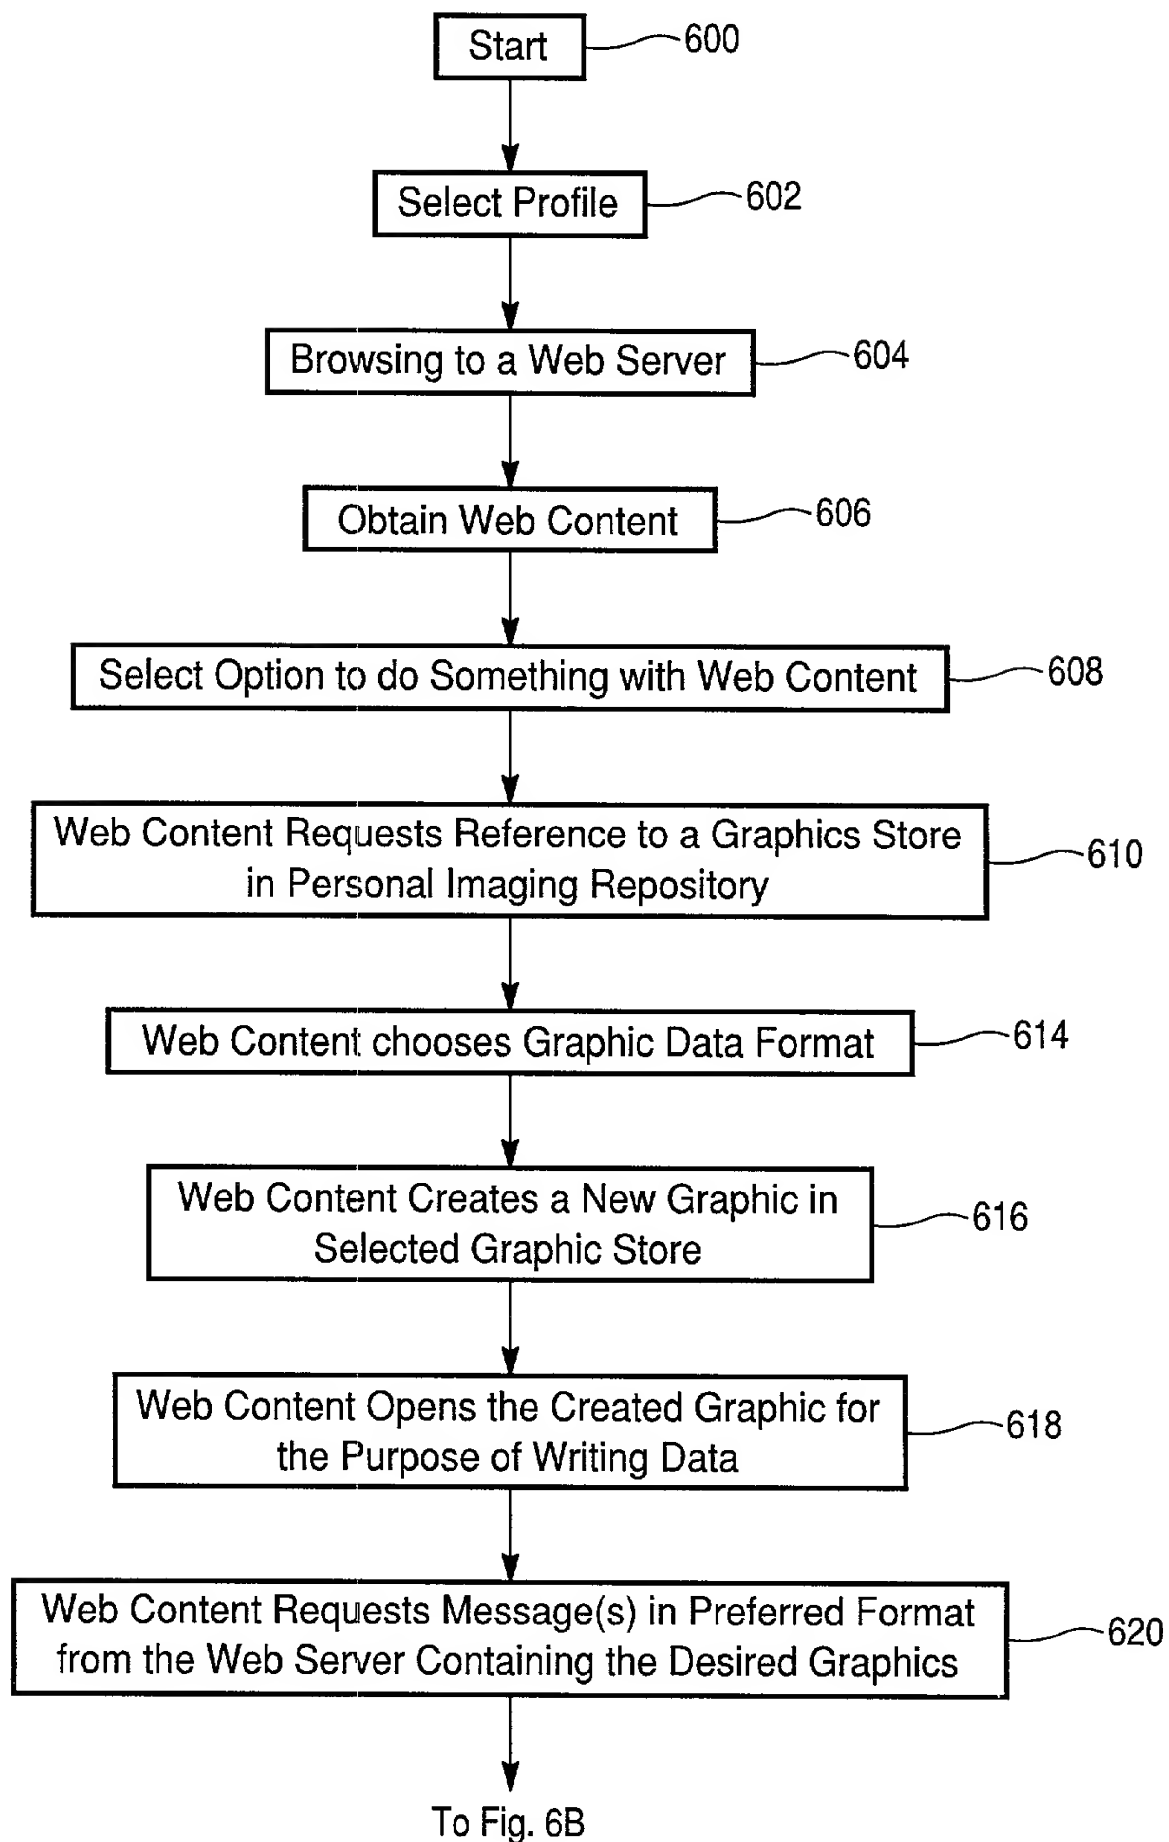 Start
600
Select Profile
602
Browsing to a Web Server
604
Obtain Web Content
606
Select Option to do Something with Web Content
608
Web Content Requests Reference to a Graphics Store
in Personal Imaging Repository
610
Web Content chooses Graphic Data Format
614
Web Content Creates a New Graphic in
Selected Graphic Store
616
Web Content Opens the Created Graphic for
the Purpose of Writing Data
618
Web Content Requests Message(s) in Preferred Format
from the Web Server Containing the Desired Graphics
620
To Fig. 6B